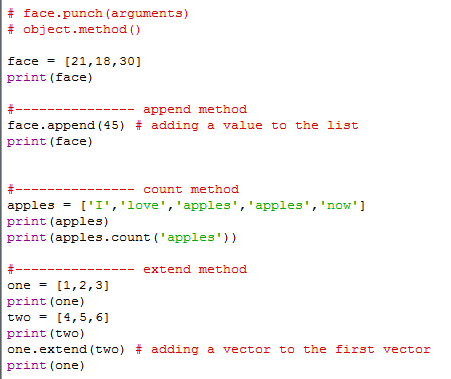 # face.punch(arguments)
# object.method()
face = [21,18,30]
print(face)
#--------------- append method
face.append(45) # adding a value to the list
print(face)
#--------------- count method
apples = ['I','love','apples','apples','now']
print(apples)
print(apples.count('apples'))
#--------------- extend method
one = [1,2,3]
print(one)
two = [4,5,6]
print(two)
one.extend(two) # adding a vector to the first vector
print(one)